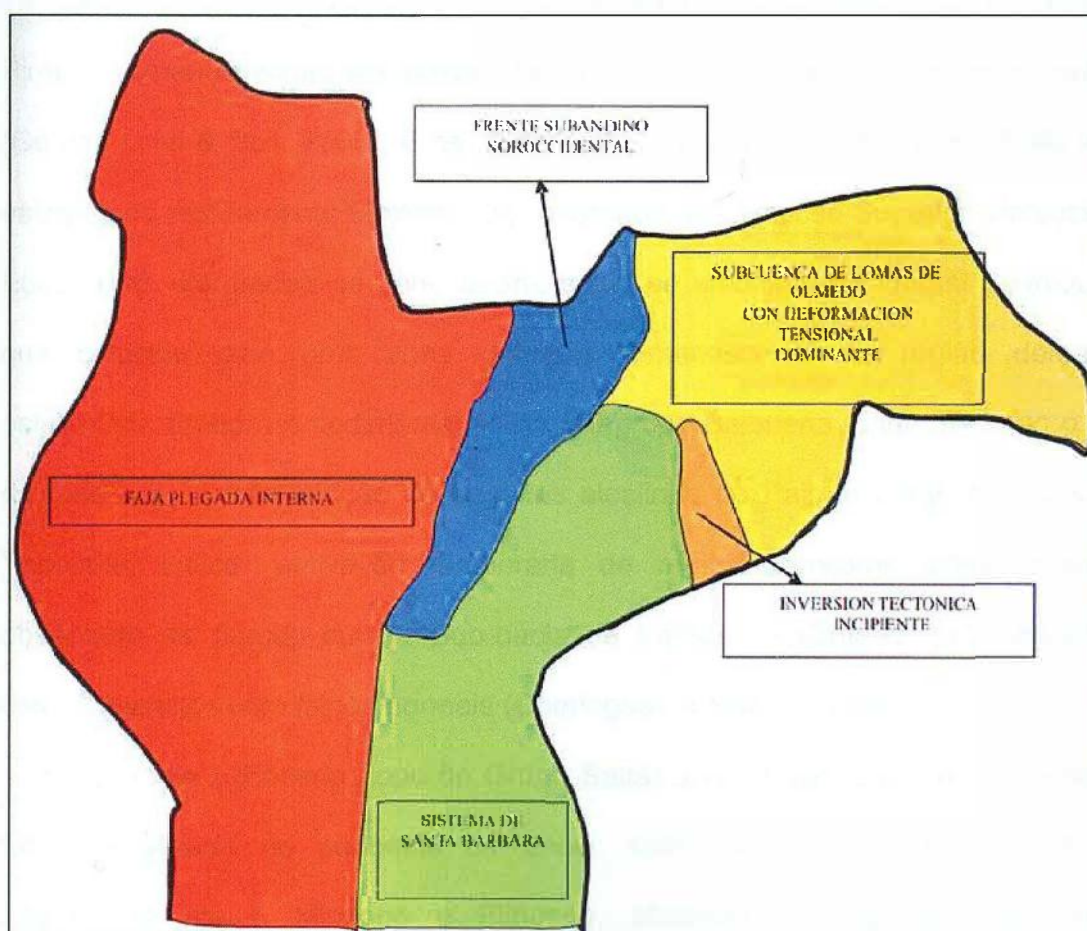 FRENTE SUBANDINO
NOROCCIDENTAL
SUBCUENCA DE LOMAS DE
OLMEDO
CON DEFORMACION
TENSIONAL
DOMINANTE
FAJA PLEGADA INTERNA
INVERSION TECTONICA
INCIPIENTE
SISTEMA DE
SANTA BARBARA